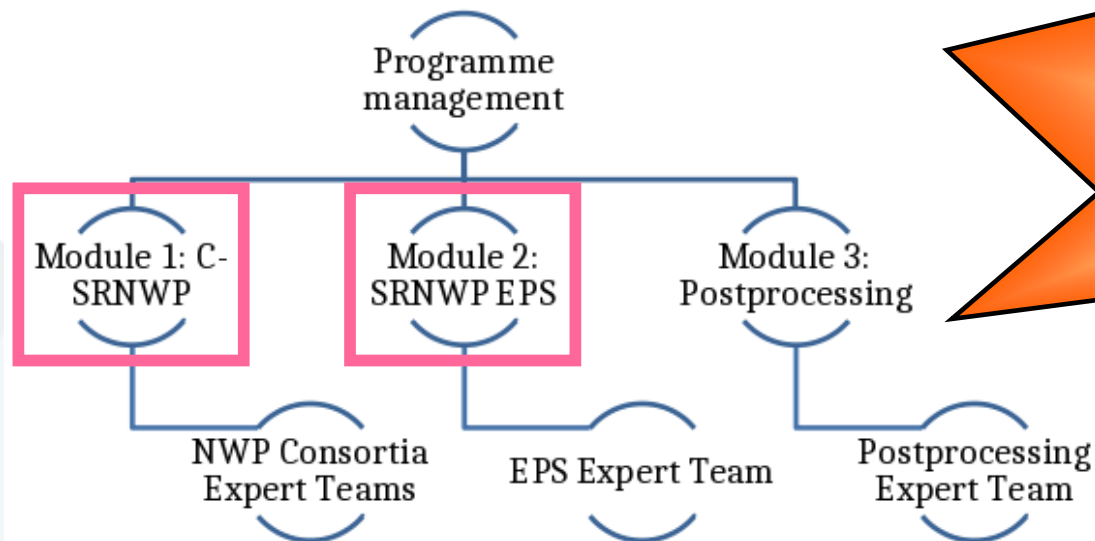 Programme
management
Module 1: C-
SRNWP
Module 2:
SRNWP EPS
Module 3:
Postprocessing
NWP Consortia
Expert Teams
EPS Expert Team
Postprocessing
Expert Team